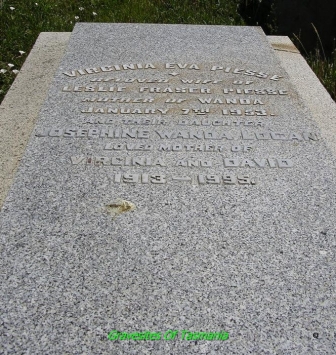 VIRGINIA EVA PIESSE
BELOVED WIFE OF
LESLIE FRASER PIESSE
MOTHER OF WANDA
JANUARY 7TH 1953.
AND HER DAUGHTER
JOSEPHINE WANDA LOGAN
LOVED MOTHER OF
VIRGINIA AND DAVID
1913 — 1995.
Gravesites Of Tasmania